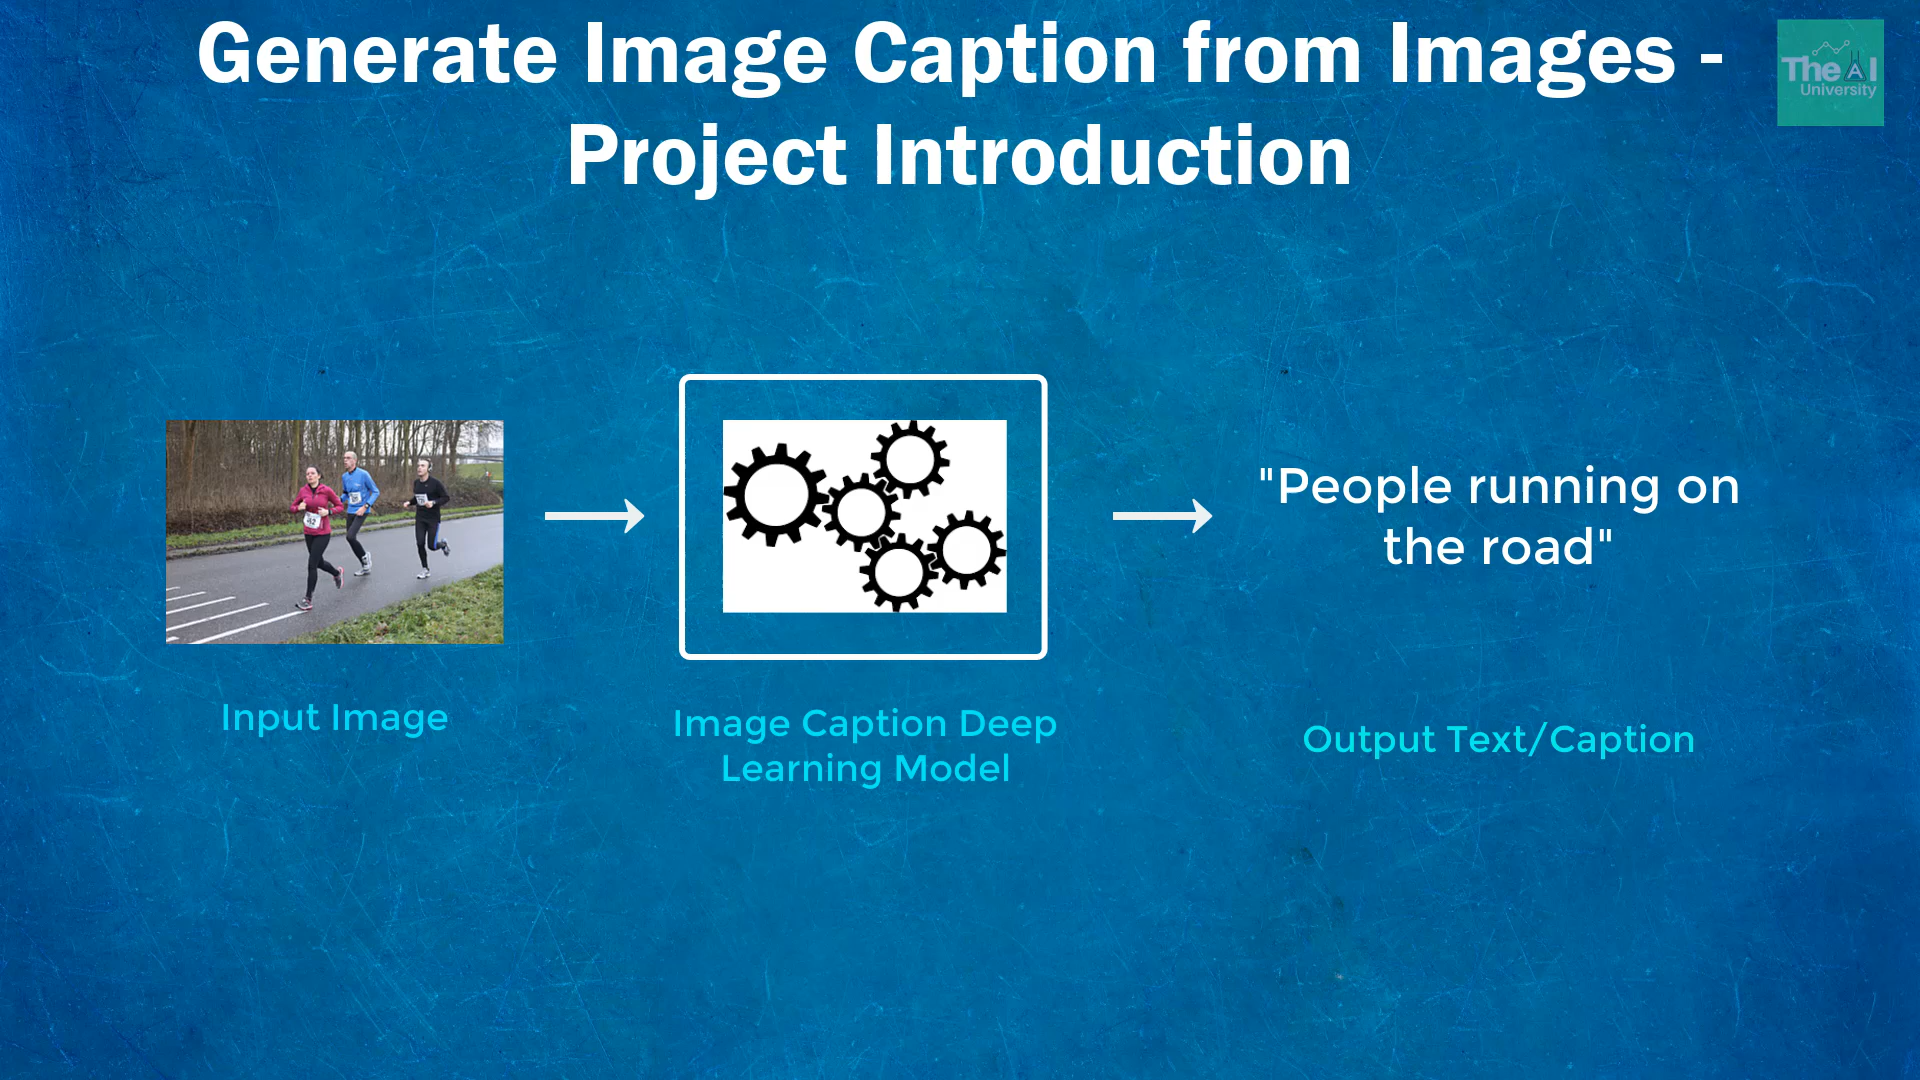 Generate Image Caption from Images -
Project Introduction
The AI
University
"People running on
the road"
Input Image
Image Caption Deep
Learning Model
Output Text/Caption